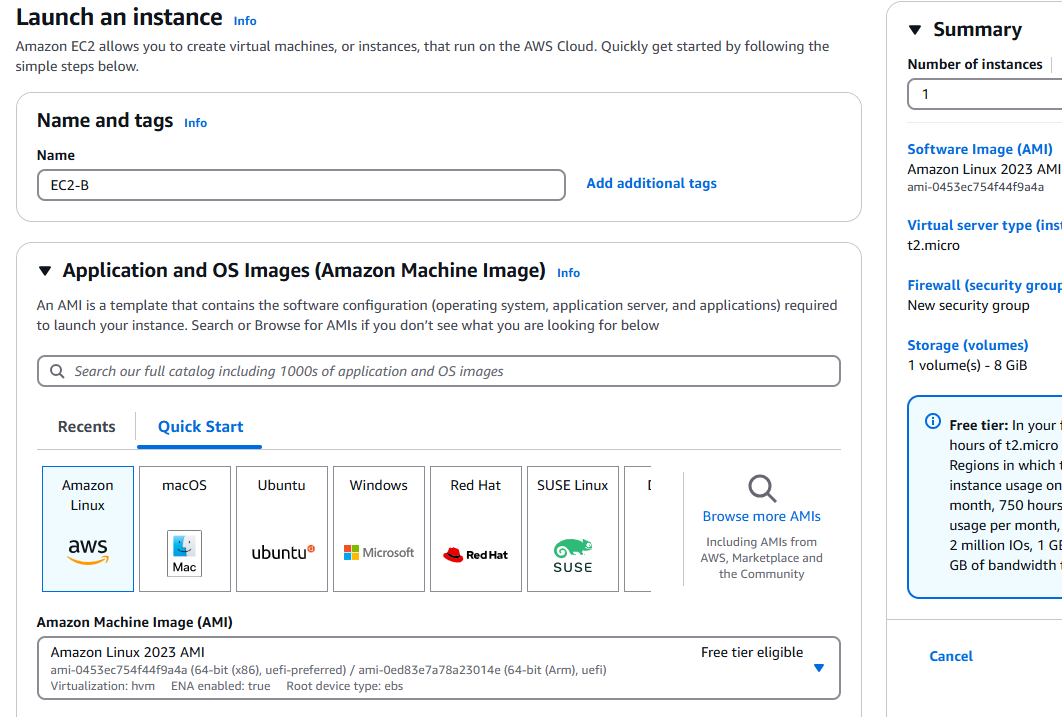 Launch an instance Info
Amazon EC2 allows you to create virtual machines, or instances, that run on the AWS Cloud. Quickly get started by following the
simple steps below.
Name and tags Info
Name
EC2-B
Add additional tags
Application and OS Images (Amazon Machine Image) Info
An AMI is a template that contains the software configuration (operating system, application server, and applications) required
to launch your instance. Search or Browse for AMIs if you don't see what you are looking for below
Search our full catalog including 1000s of application and OS images
Recents
Quick Start
Amazon
Linux
aws
macOS
Mac
Ubuntu
ubuntu
Windows
Microsoft
Red Hat
Red Hat
SUSE Linux
SUSE
Browse more AMIs
Including AMIs from
AWS, Marketplace and
the Community
Amazon Machine Image (AMI)
Amazon Linux 2023 AMI
Free tier eligible
ami-0453ec754f44f9a4a (64-bit (x86), uefi-preferred) / ami-0ed83e7a78a23014e (64-bit (Arm), uefi)
Virtualization: hvm ENA enabled: true Root device type: ebs
Summary
Number of instances
1
Software Image (AMI)
Amazon Linux 2023 AMI
ami-0453ec754f44f9a4a
Virtual server type (inst
t2.micro
Firewall (security group
New security group
Storage (volumes)
1 volume(s) - 8 GiB
Free tier: In your f
hours of t2.micro
Regions in which t
instance usage on
month, 750 hours
usage per month,
2 million IOs, 1 GB
GB of bandwidth t
Cancel